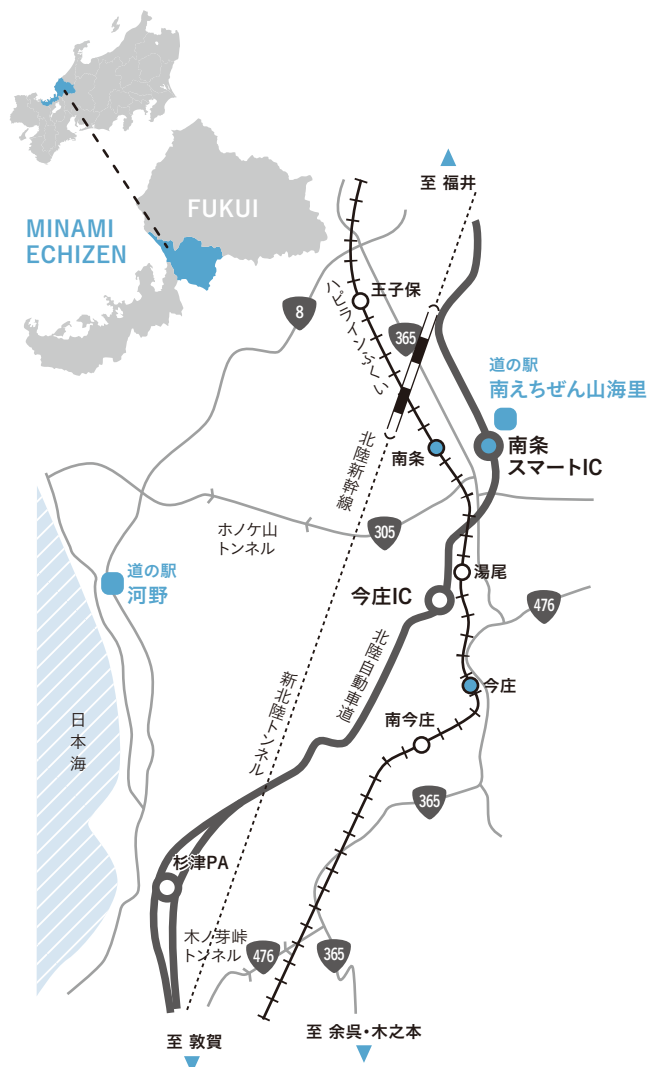 FUKUI
MINAMI
ECHIZEN
至 福井
王子保
8
ハピラインふくい
365
道の駅
南えちぜん山海里
南条
スマートIC
南条
北陸新幹線
ホノケ山
トンネル
305
道の駅
河野
湯尾
今庄IC
476
北陸自動車道
新北陸トンネル
今庄
南今庄
日本海
365
杉津PA
木ノ芽峠
トンネル
476
365
至 敦賀
至 余呉・木之本